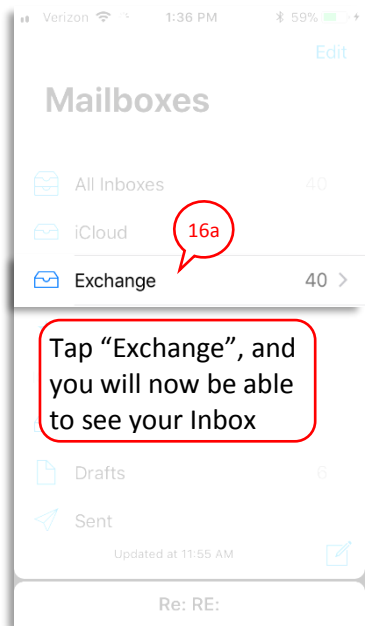 Verizon 1:36 PM 59%
Edit
Mailboxes
All Inboxes 40
iCloud
16a
Exchange 40
Tap “Exchange”, and
you will now be able
to see your Inbox
Drafts 6
Sent
Updated at 11:55 AM
Re: RE: